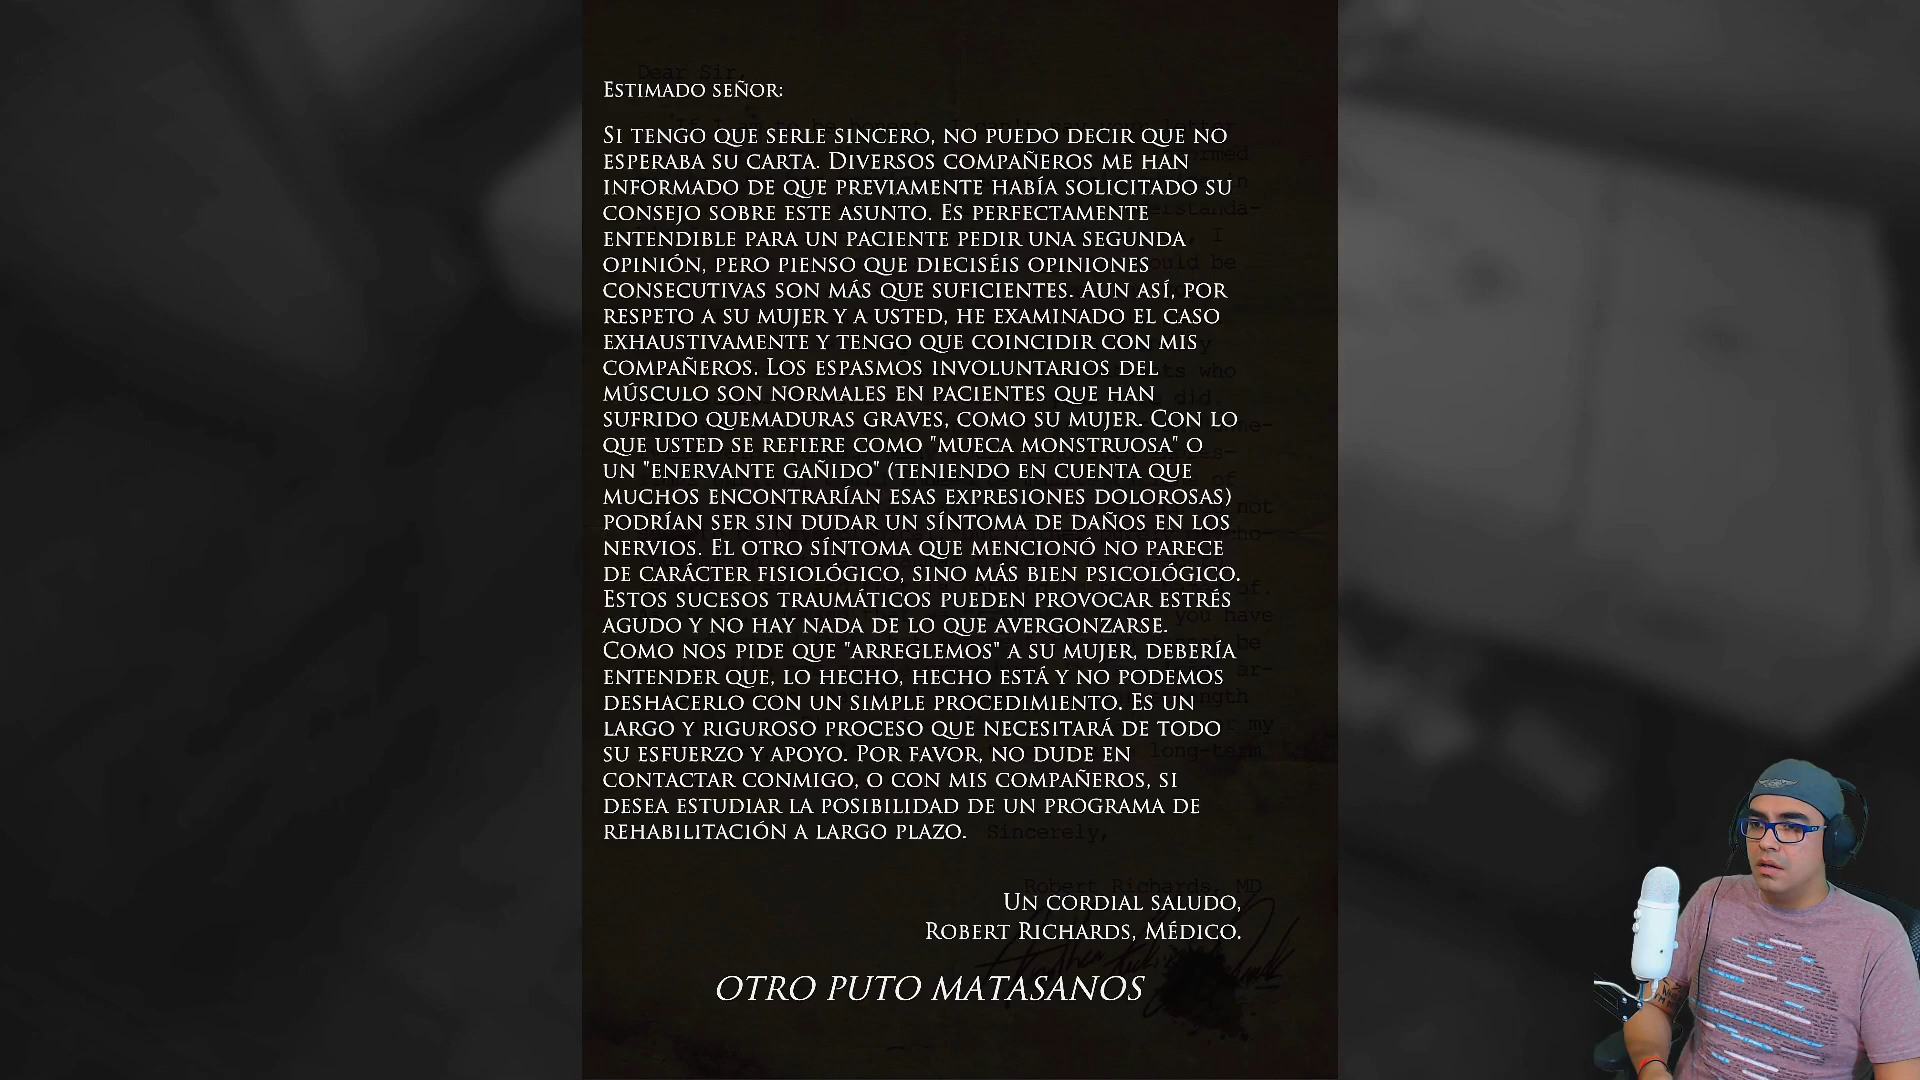 Dear Sir,
ESTIMADO SEÑOR:
SI TENGO QUE SERLE SINCERO, NO PUEDO DECIR QUE NO
ESPERABA SU CARTA. DIVERSOS COMPAÑEROS ME HAN
INFORMADO DE QUE PREVIAMENTE HABÍA SOLICITADO SU
CONSEJO SOBRE ESTE ASUNTO. ES PERFECTAMENTE
ENTENDIBLE PARA UN PACIENTE PEDIR UNA SEGUNDA
OPINIÓN, PERO PIENSO QUE DIECISÉIS OPINIONES
CONSECUTIVAS SON MÁS QUE SUFICIENTES. AUN ASÍ, POR
RESPETO A SU MUJER Y A USTED, HE EXAMINADO EL CASO
EXHAUSTIVAMENTE Y TENGO QUE COINCIDIR CON MIS
COMPAÑEROS. LOS ESPASMOS INVOLUNTARIOS DEL
MÚSCULO SON NORMALES EN PACIENTES QUE HAN
SUFRIDO QUEMADURAS GRAVES, COMO SU MUJER. CON LO
QUE USTED SE REFIERE COMO "MUECA MONSTRUOSA" O
UN "ENERVANTE GAÑIDO" (TENIENDO EN CUENTA QUE
MUCHOS ENCONTRARÍAN ESAS EXPRESIONES DOLOROSAS)
PODRÍAN SER SIN DUDAR UN SÍNTOMA DE DAÑOS EN LOS
NERVIOS. EL OTRO SÍNTOMA QUE MENCIONÓ NO PARECE
DE CARÁCTER FISIOLÓGICO, SINO MÁS BIEN PSICOLÓGICO.
ESTOS SUCESOS TRAUMÁTICOS PUEDEN PROVOCAR ESTRÉS
AGUDO Y NO HAY NADA DE LO QUE AVERGONZARSE.
COMO NOS PIDE QUE "ARREGLEMOS" A SU MUJER, DEBERÍA
ENTENDER QUE, LO HECHO, HECHO ESTÁ Y NO PODEMOS
DESHACERLO CON UN SIMPLE PROCEDIMIENTO. ES UN
LARGO Y RIGUROSO PROCESO QUE NECESITARÁ DE TODO
SU ESFUERZO Y APOYO. POR FAVOR, NO DUDE EN
CONTACTAR CONMIGO, O CON MIS COMPAÑEROS, SI
DESEA ESTUDIAR LA POSIBILIDAD DE UN PROGRAMA DE
REHABILITACIÓN A LARGO PLAZO.
Sincerely,
Robert Richards, MD
UN CORDIAL SALUDO,
ROBERT RICHARDS, MÉDICO.
OTRO PUTO MATASANOS